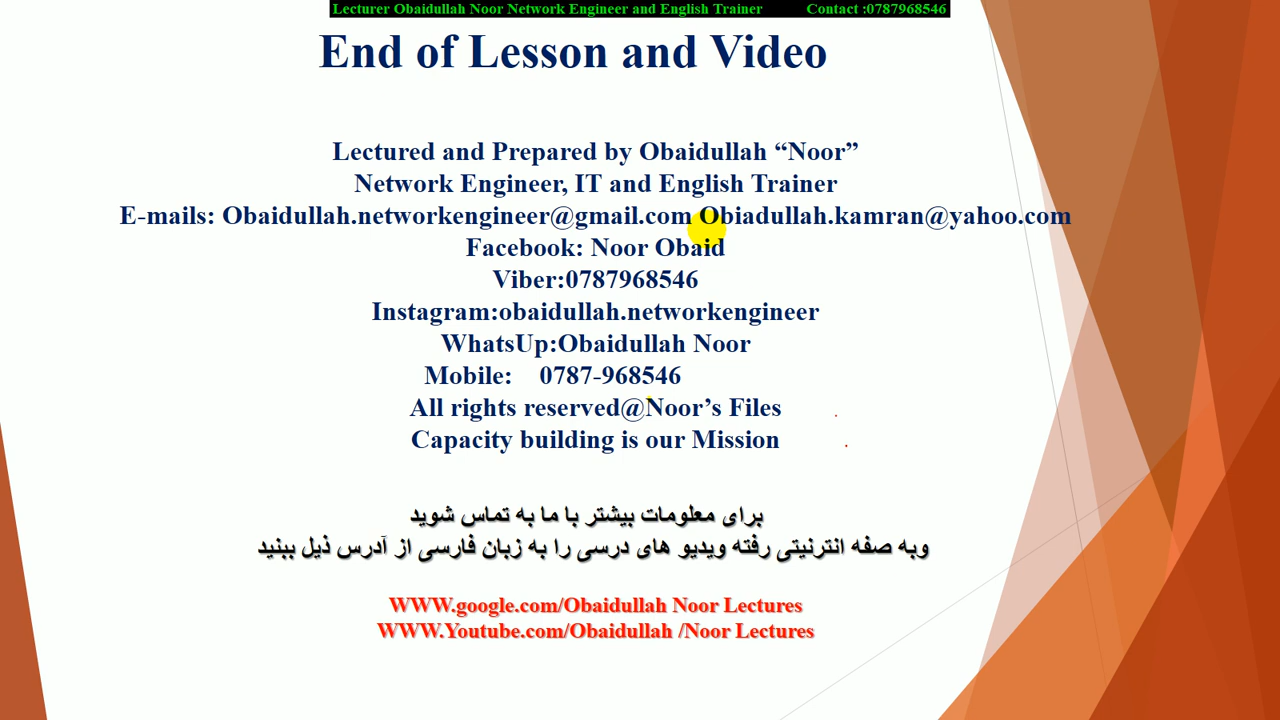 Lecturer Obaidullah Noor Network Engineer and English Trainer Contact :0787968546
End of Lesson and Video
Lectured and Prepared by Obaidullah “Noor”
Network Engineer, IT and English Trainer
E-mails: Obaidullah.networkengineer@gmail.com Obiadullah.kamran@yahoo.com
Facebook: Noor Obaid
Viber:0787968546
Instagram:obaidullah.networkengineer
WhatsUp:Obaidullah Noor
Mobile: 0787-968546
All rights reserved@Noor’s Files
Capacity building is our Mission
برای معلومات بیشتر با ما به تماس شوید
وبه صفه انترنیتی رفته ویدیو های درسی را به زبان فارسی از آدرس ذیل ببنید
WWW.google.com/Obaidullah Noor Lectures
WWW.Youtube.com/Obaidullah /Noor Lectures